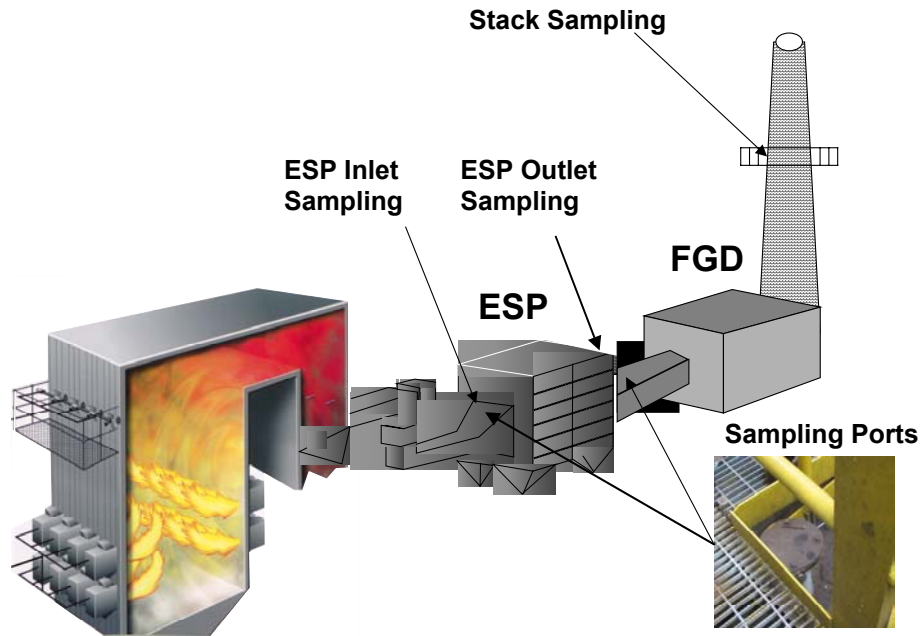 Stack Sampling
ESP Inlet
Sampling
ESP Outlet
Sampling
FGD
ESP
Sampling Ports